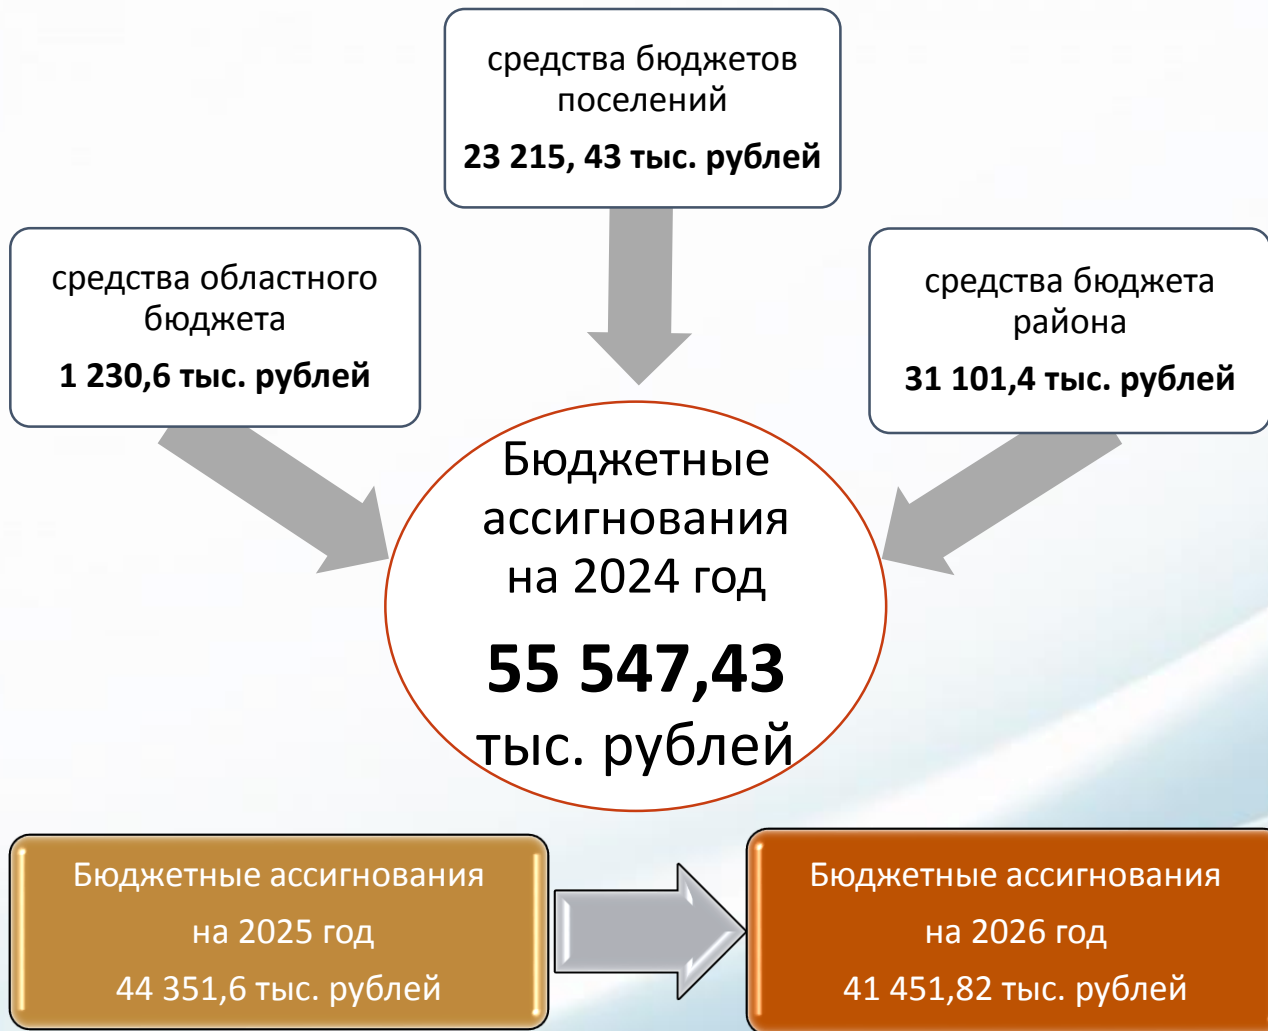 средства бюджетов
поселений
23 215, 43 тыс. рублей
средства областного
бюджета
1 230,6 тыс. рублей
средства бюджета
района
31 101,4 тыс. рублей
Бюджетные
ассигнования
на 2024 год
55 547,43
тыс. рублей
Бюджетные ассигнования
на 2025 год
44 351,6 тыс. рублей
Бюджетные ассигнования
на 2026 год
41 451,82 тыс. рублей